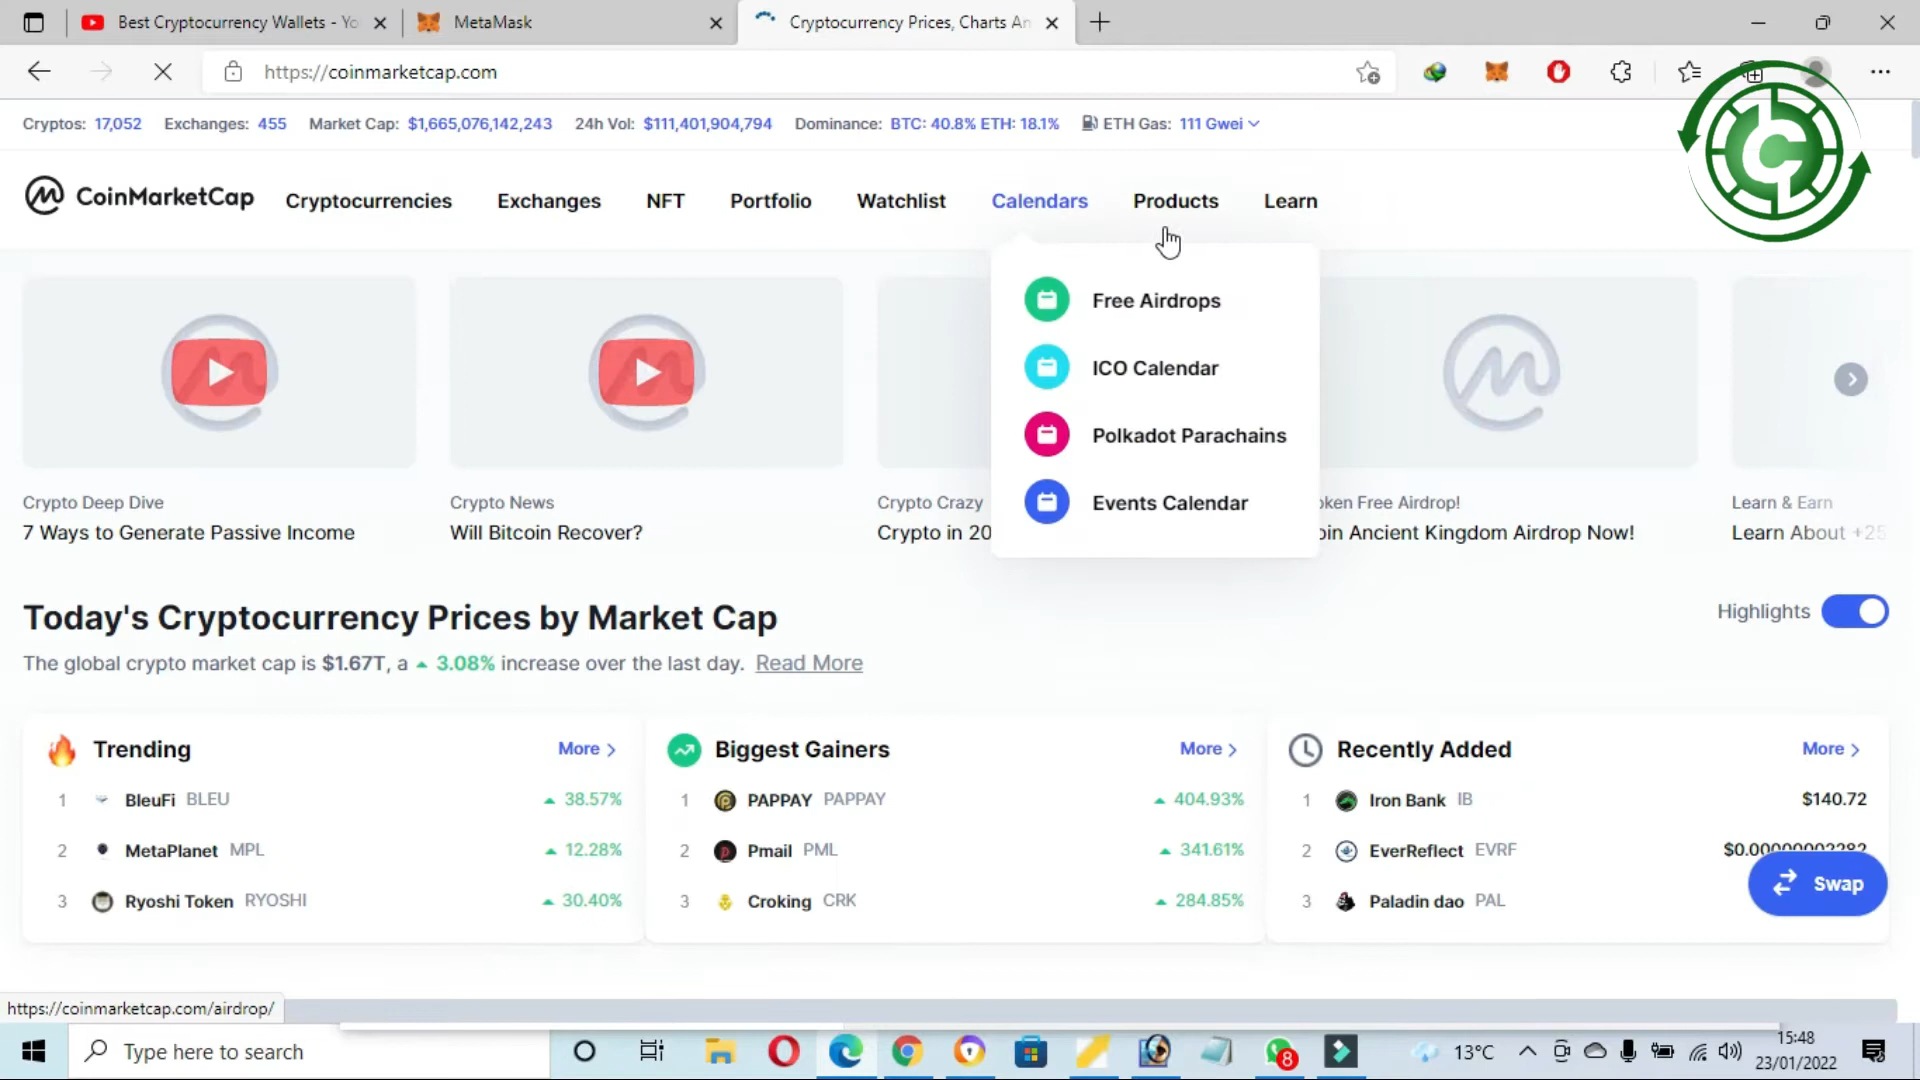 Best Cryptocurrency Wallets - Yo
MetaMask
Cryptocurrency Prices, Charts An
https://coinmarketcap.com
Cryptos: 17,052 Exchanges: 455 Market Cap: $1,665,076,142,243 24h Vol: $111,401,904,794 Dominance: BTC: 40.8% ETH: 18.1% ETH Gas: 111 Gwei
CoinMarketCap Cryptocurrencies Exchanges NFT Portfolio Watchlist Calendars Products Learn
Free Airdrops
ICO Calendar
Polkadot Parachains
Events Calendar
Crypto Deep Dive
7 Ways to Generate Passive Income
Crypto News
Will Bitcoin Recover?
Crypto Crazy
Crypto in 20
oken Free Airdrop!
oin Ancient Kingdom Airdrop Now!
Learn & Earn
Learn About +25
Today's Cryptocurrency Prices by Market Cap
Highlights
The global crypto market cap is $1.67T, a 3.08% increase over the last day. Read More
Trending More
1 BleuFi BLEU 38.57%
2 MetaPlanet MPL 12.28%
3 Ryoshi Token RYOSHI 30.40%
Biggest Gainers More
1 PAPPAY PAPPAY 404.93%
2 Pmail PML 341.61%
3 Croking CRK 284.85%
Recently Added More
1 Iron Bank IB $140.72
2 EverReflect EVRF $0.00000002282
3 Paladin dao PAL
Swap
https://coinmarketcap.com/airdrop/
Type here to search
8
13°C
15:48
23/01/2022